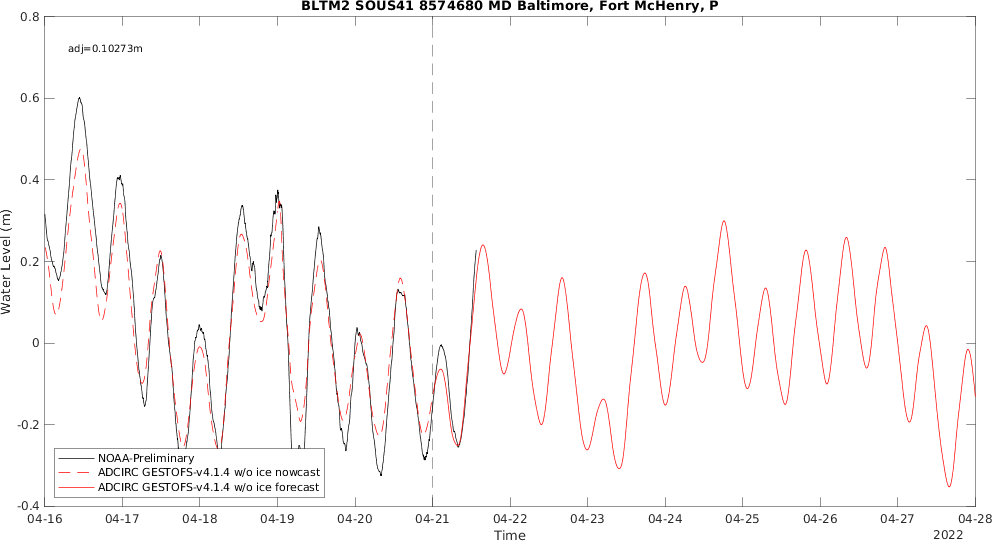 BLTM2 SOUS41 8574680 MD Baltimore, Fort McHenry, P
adj=0.10273m
0.8
0.6
0.4
0.2
0
-0.2
-0.4
Water Level (m)
NOAA-Preliminary
ADCIRC GESTOFS-v4.1.4 w/o ice nowcast
ADCIRC GESTOFS-v4.1.4 w/o ice forecast
04-16 04-17 04-18 04-19 04-20 04-21 04-22 04-23 04-24 04-25 04-26 04-27 04-28
Time
2022